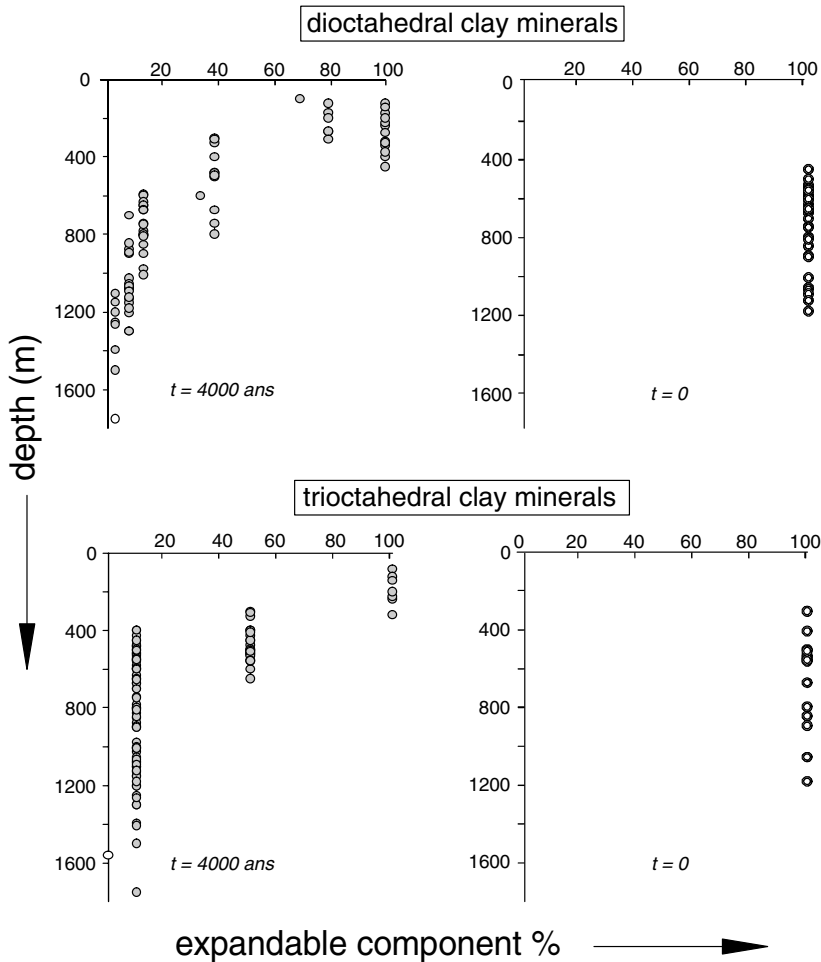 dioctahedral clay minerals
0 20 40 60 80 100
400
800
1200
1600
t = 4000 ans
20 40 60 80 100
0
400
800
1200
1600
t = 0
depth (m)
trioctahedral clay minerals
20 40 60 80 100
0
400
800
1200
1600
t = 4000 ans
0 20 40 60 80 100
0
400
800
1200
1600
t = 0
expandable component %